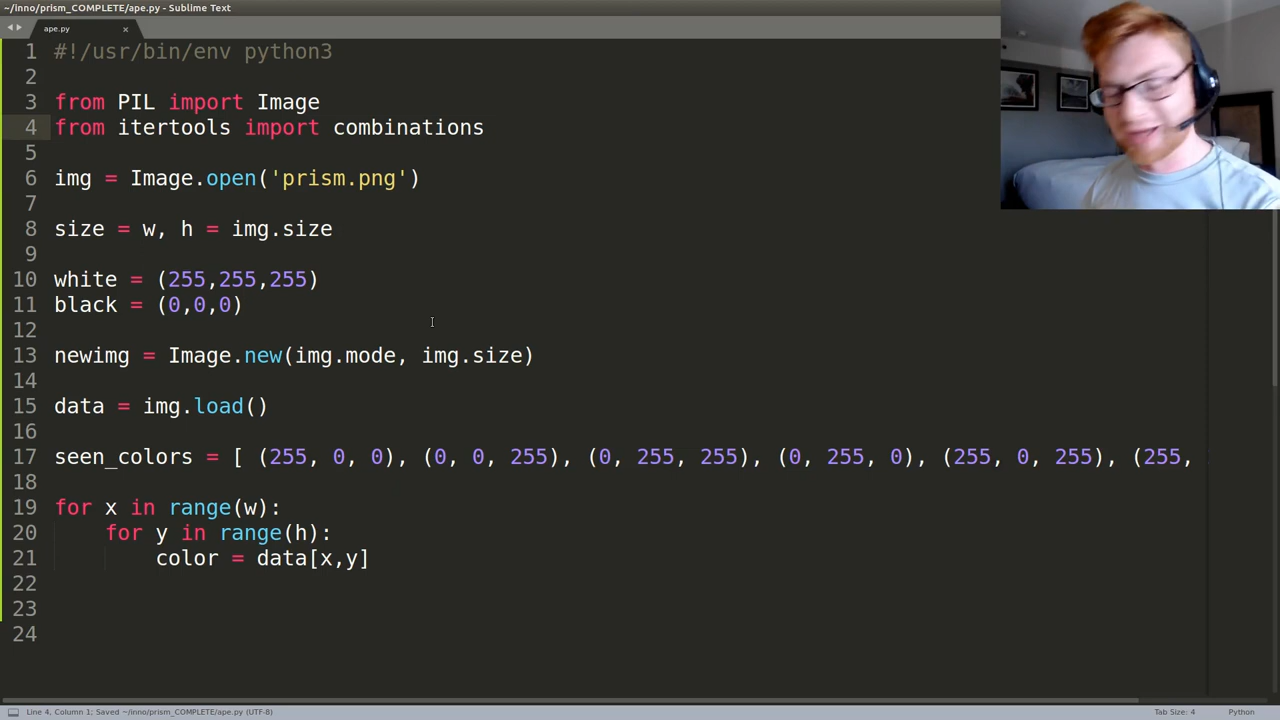 ~/inno/prism_COMPLETE/ape.py - Sublime Text
ape.py ×
1 #!/usr/bin/env python3
2
3 from PIL import Image
4 from itertools import combinations
5
6 img = Image.open('prism.png')
7
8 size = w, h = img.size
9
10 white = (255,255,255)
11 black = (0,0,0)
12
13 newimg = Image.new(img.mode, img.size)
14
15 data = img.load()
16
17 seen_colors = [ (255, 0, 0), (0, 0, 255), (0, 255, 255), (0, 255, 0), (255, 0, 255), (255,
18
19 for x in range(w):
20 for y in range(h):
21 color = data[x,y]
22
23
24
Line 4, Column 1; Saved ~/inno/prism_COMPLETE/ape.py (UTF-8)
Tab Size: 4
Python